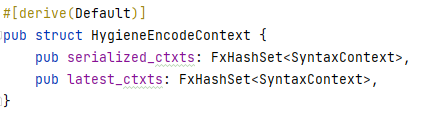 #[derive(Default)]
pub struct HygieneEncodeContext {
    pub serialized_ctxts: FxHashSet<SyntaxContext>,
    pub latest_ctxts: FxHashSet<SyntaxContext>,
}